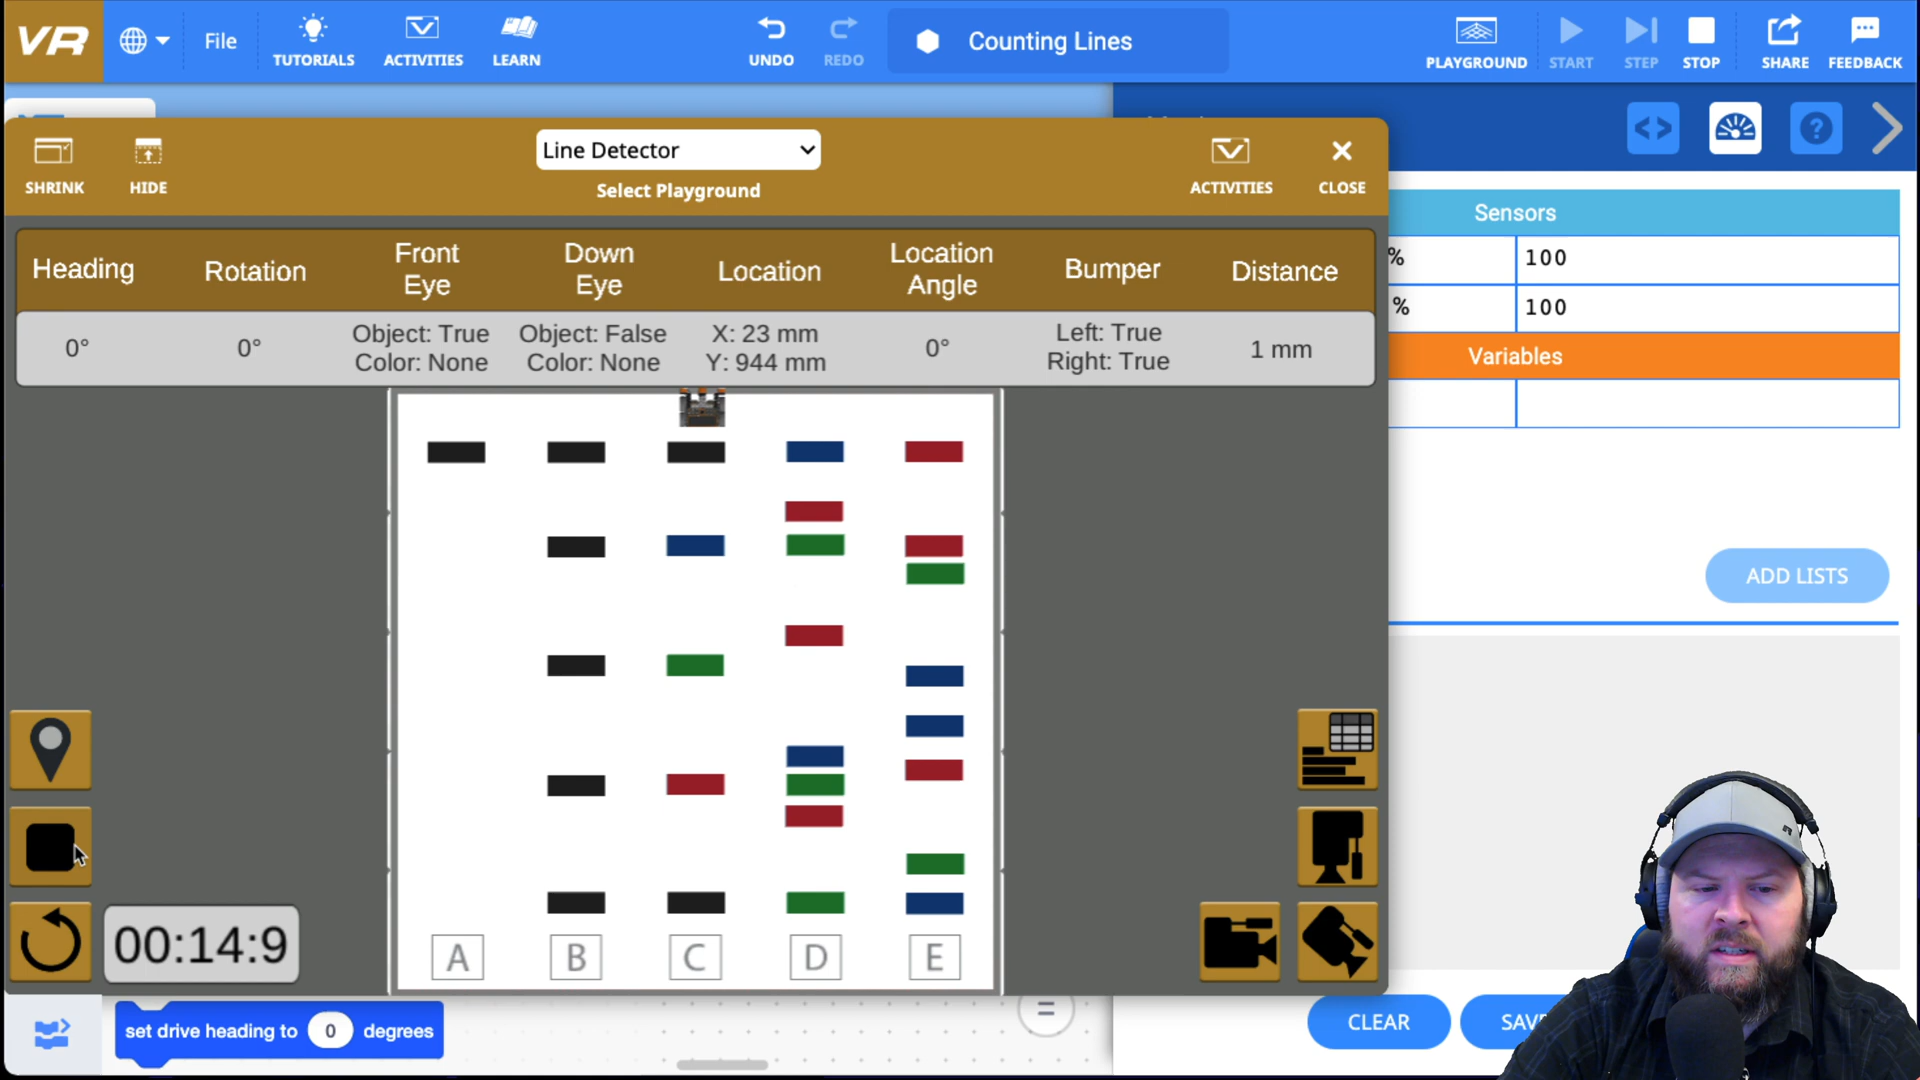 VR
File
TUTORIALS
ACTIVITIES
LEARN
UNDO
REDO
Counting Lines
PLAYGROUND
START
STEP
STOP
SHARE
FEEDBACK
SHRINK
HIDE
Line Detector
Select Playground
ACTIVITIES
CLOSE
Sensors
% 100
% 100
Variables
Heading
Rotation
Front
Eye
Down
Eye
Location
Location
Angle
Bumper
Distance
0°
0°
Object: True
Color: None
Object: False
Color: None
X: 23 mm
Y: 944 mm
0°
Left: True
Right: True
1 mm
ADD LISTS
A B C D E
00:14:9
set drive heading to 0 degrees
=
CLEAR